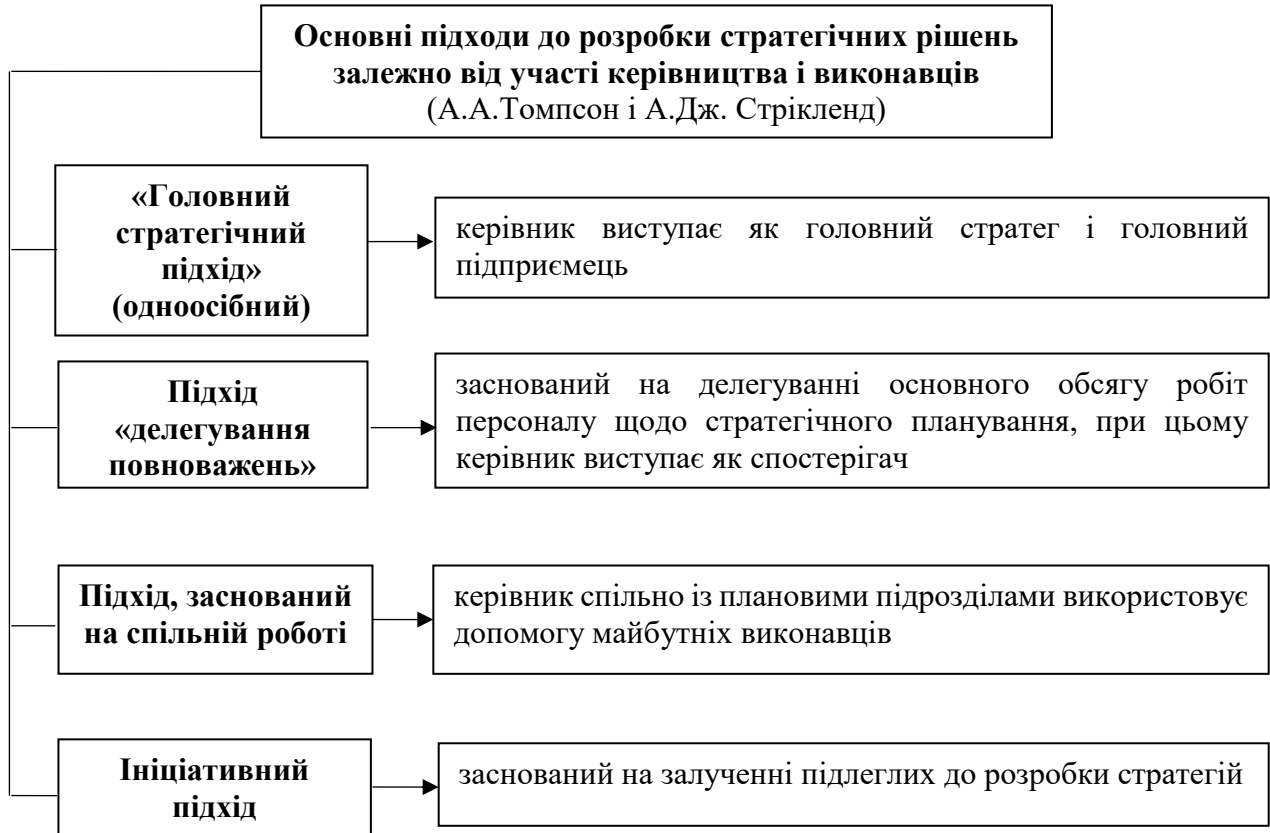 Основні підходи до розробки стратегічних рішень
залежно від участі керівництва і виконавців
(А.А.Томпсон і А.Дж. Стрікленд)
«Головний
стратегічний
підхід»
(одноосібний)
керівник виступає як головний стратег і головний
підприємець
Підхід
«делегування
повноважень»
заснований на делегуванні основного обсягу робіт
персоналу щодо стратегічного планування, при цьому
керівник виступає як спостерігач
Підхід, заснований
на спільній роботі
керівник спільно із плановими підрозділами використовує
допомогу майбутніх виконавців
Ініціативний
підхід
заснований на залученні підлеглих до розробки стратегій